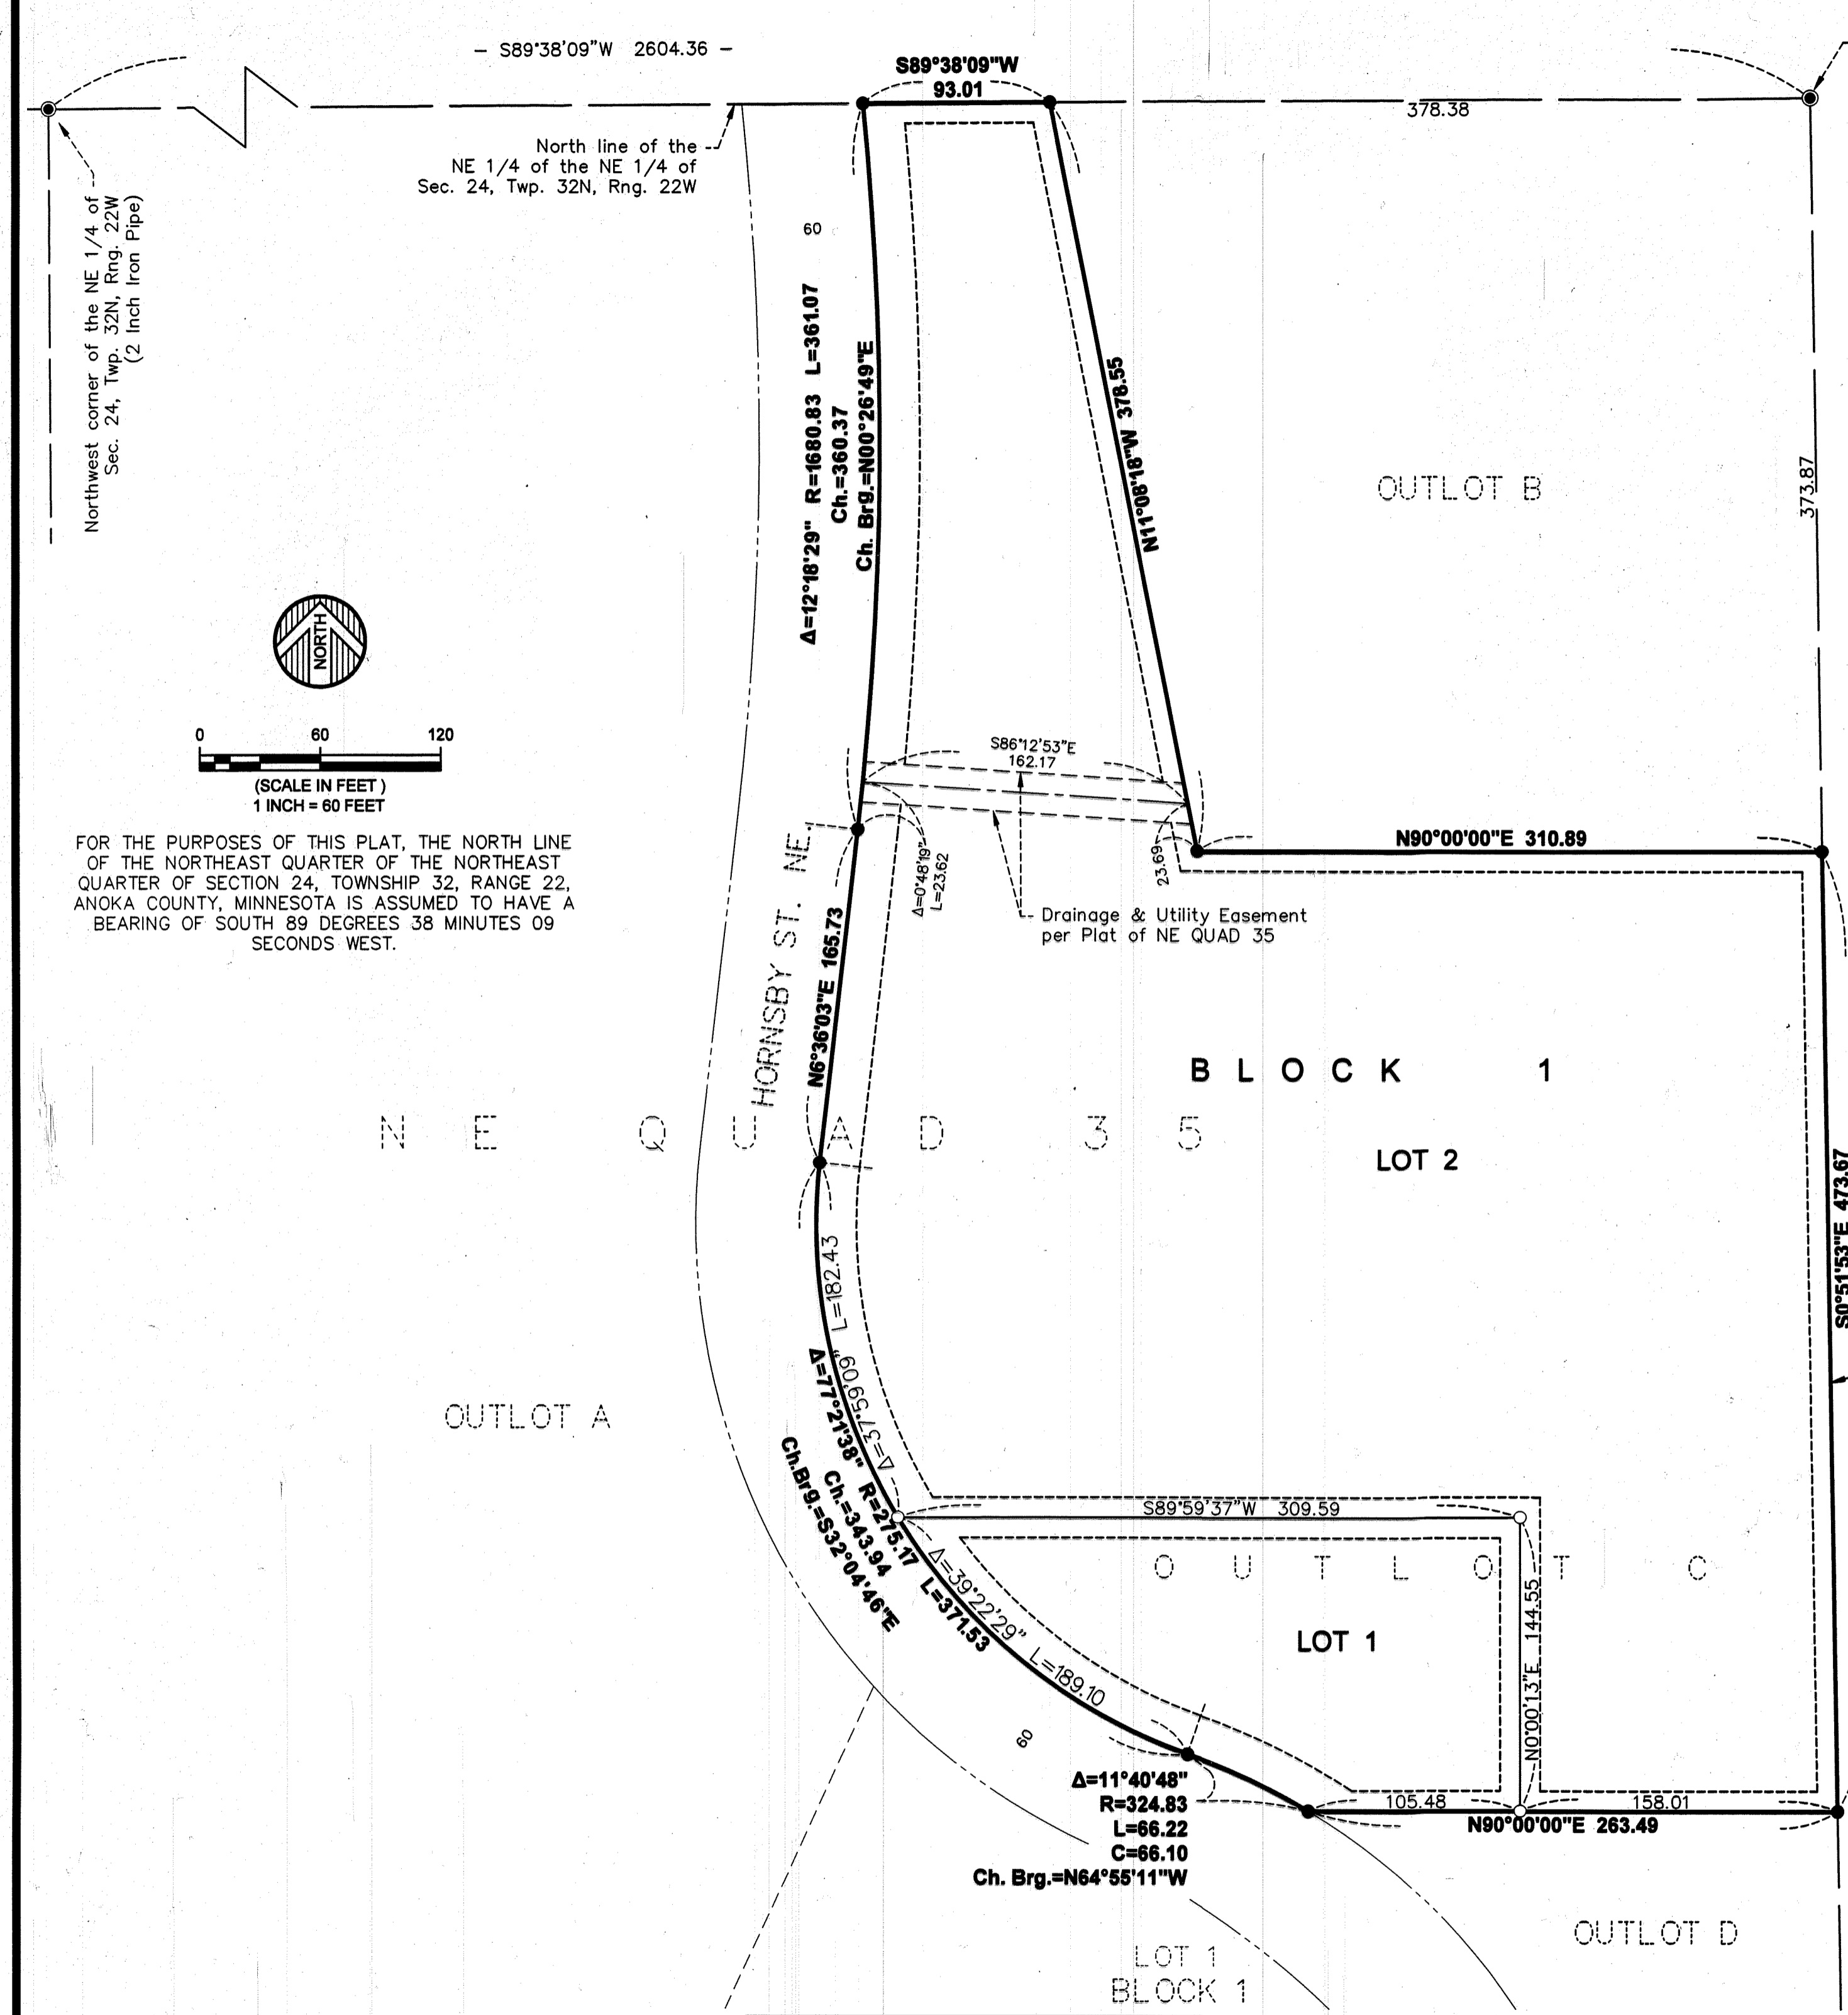 – S89°38'09"W 2604.36 –
S89°38'09"W
93.01
378.38
North line of the
NE 1/4 of the NE 1/4 of
Sec. 24, Twp. 32N, Rng. 22W
Northwest corner of the NE 1/4 of
Sec. 24, Twp. 32N, Rng. 22W
(2 Inch Iron Pipe)
60
Δ=12°18'29" R=1680.83 L=361.07
Ch.=360.37
Ch. Brg.=N00°26'49"E
N11°08'18"W 378.55
OUTLOT B
373.87
NORTH
0 60 120
(SCALE IN FEET )
1 INCH = 60 FEET
FOR THE PURPOSES OF THIS PLAT, THE NORTH LINE
OF THE NORTHEAST QUARTER OF THE NORTHEAST
QUARTER OF SECTION 24, TOWNSHIP 32, RANGE 22,
ANOKA COUNTY, MINNESOTA IS ASSUMED TO HAVE A
BEARING OF SOUTH 89 DEGREES 38 MINUTES 09
SECONDS WEST.
S86°12'53"E
162.17
Δ=0°48'19"
L=23.62
23.69
N90°00'00"E 310.89
Drainage & Utility Easement
per Plat of NE QUAD 35
HORNSBY ST. NE.
N6°36'03"E 165.73
BLOCK 1
NE QUAD 35
LOT 2
S0°51'53"E 473.67
Δ=37°59'09" L=182.43
Δ=77°21'38" R=275.17 L=371.53
Ch.=343.94
Ch.Brg.=S32°04'46"E
OUTLOT A
S89°59'37"W 309.59
OUTLOT C
Δ=39°22'29" L=189.10
LOT 1
N0°00'13"E 144.55
60
Δ=11°40'48"
R=324.83
L=66.22
C=66.10
Ch. Brg.=N64°55'11"W
105.48
158.01
N90°00'00"E 263.49
OUTLOT D
LOT 1
BLOCK 1